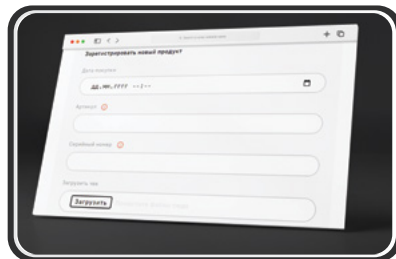 Зарегистрировать новый продукт
Дата покупки
дд.мм.гггг --:--
Артикул
Серийный номер
Загрузить чек
Загрузить